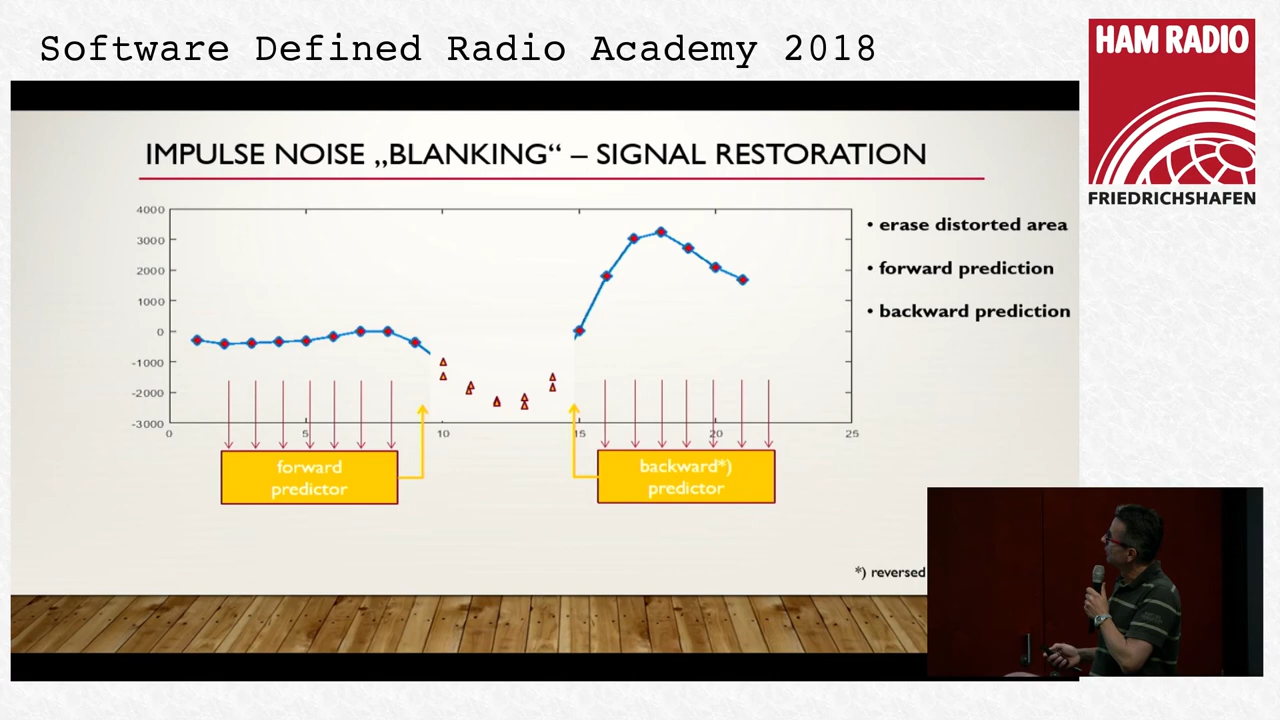 Software Defined Radio Academy 2018
HAM RADIO
FRIEDRICHSHAFEN
IMPULSE NOISE „BLANKING“ – SIGNAL RESTORATION
4000
3000
2000
1000
0
-1000
-2000
-3000
0
5
10
15
20
25
• erase distorted area
• forward prediction
• backward prediction
forward
predictor
backward*)
predictor
*) reversed